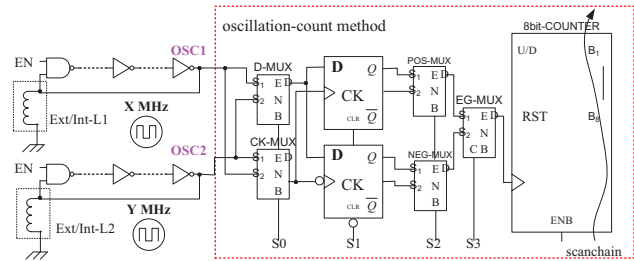 oscillation-count method
8bit-COUNTER
EN
OSC1
D-MUX
POS-MUX
U/D
B1
S1 E D
S2 N
B
D Q
CK
CLR Q
S1 E D
S2 N
B
EG-MUX
Ext/Int-L1
X MHz
CK-MUX
S1 E D
S2 N
C B
RST
B8
EN
OSC2
S1 E D
S2 N
B
D Q
CK
CLR Q
NEG-MUX
S1 E D
S2 N
B
Y MHz
Ext/Int-L2
ENB
S0
S1
S2
S3
scanchain